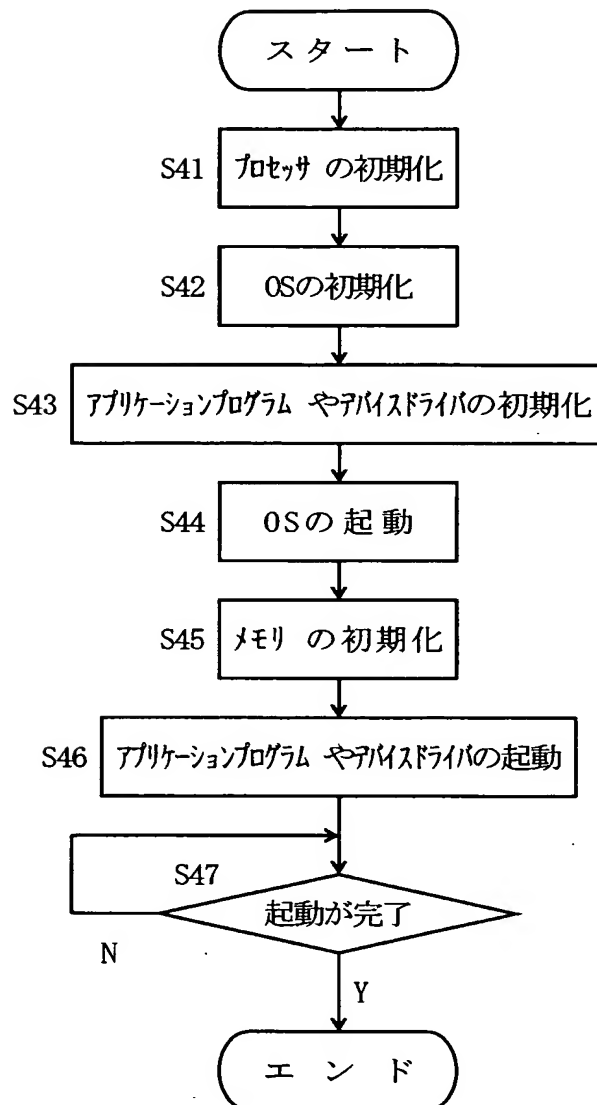 スタート
S41 プロセッサ の初期化
S42 OSの初期化
S43 アプリケーションプログラム やデバイスドライバの初期化
S44 OSの起動
S45 メモリ の初期化
S46 アプリケーションプログラム やデバイスドライバの起動
S47
起動が完了
N
Y
エンド